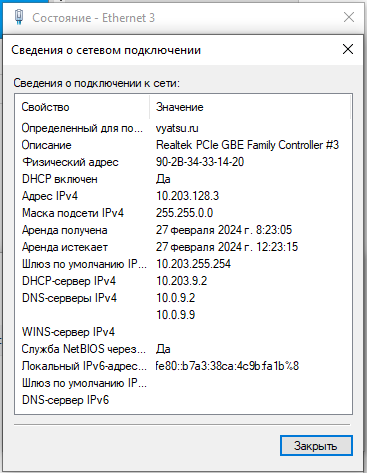 Состояние - Ethernet 3
Сведения о сетевом подключении
Сведения о подключении к сети:
Свойство Значение
Определенный для по... vyatsu.ru
Описание Realtek PCIe GBE Family Controller #3
Физический адрес 90-2B-34-33-14-20
DHCP включен Да
Адрес IPv4 10.203.128.3
Маска подсети IPv4 255.255.0.0
Аренда получена 27 февраля 2024 г. 8:23:05
Аренда истекает 27 февраля 2024 г. 12:23:15
Шлюз по умолчанию IP... 10.203.255.254
DHCP-сервер IPv4 10.203.9.2
DNS-серверы IPv4 10.0.9.2
10.0.9.9
WINS-сервер IPv4
Служба NetBIOS через... Да
Локальный IPv6-адрес... fe80::b7a3:38ca:4c9b:fa1b%8
Шлюз по умолчанию IP...
DNS-сервер IPv6
Закрыть